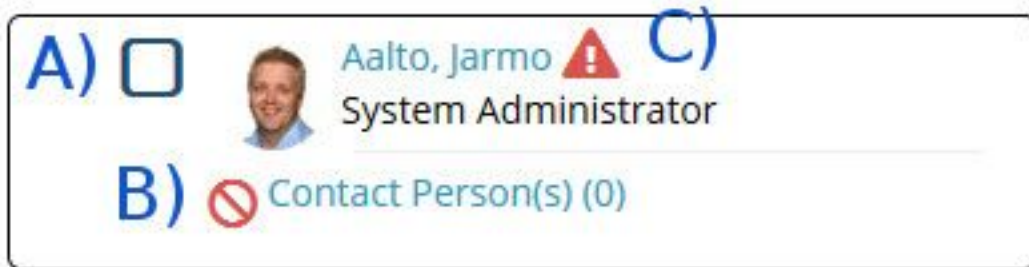 A) Aalto, Jarmo C)
System Administrator
B) Contact Person(s) (0)